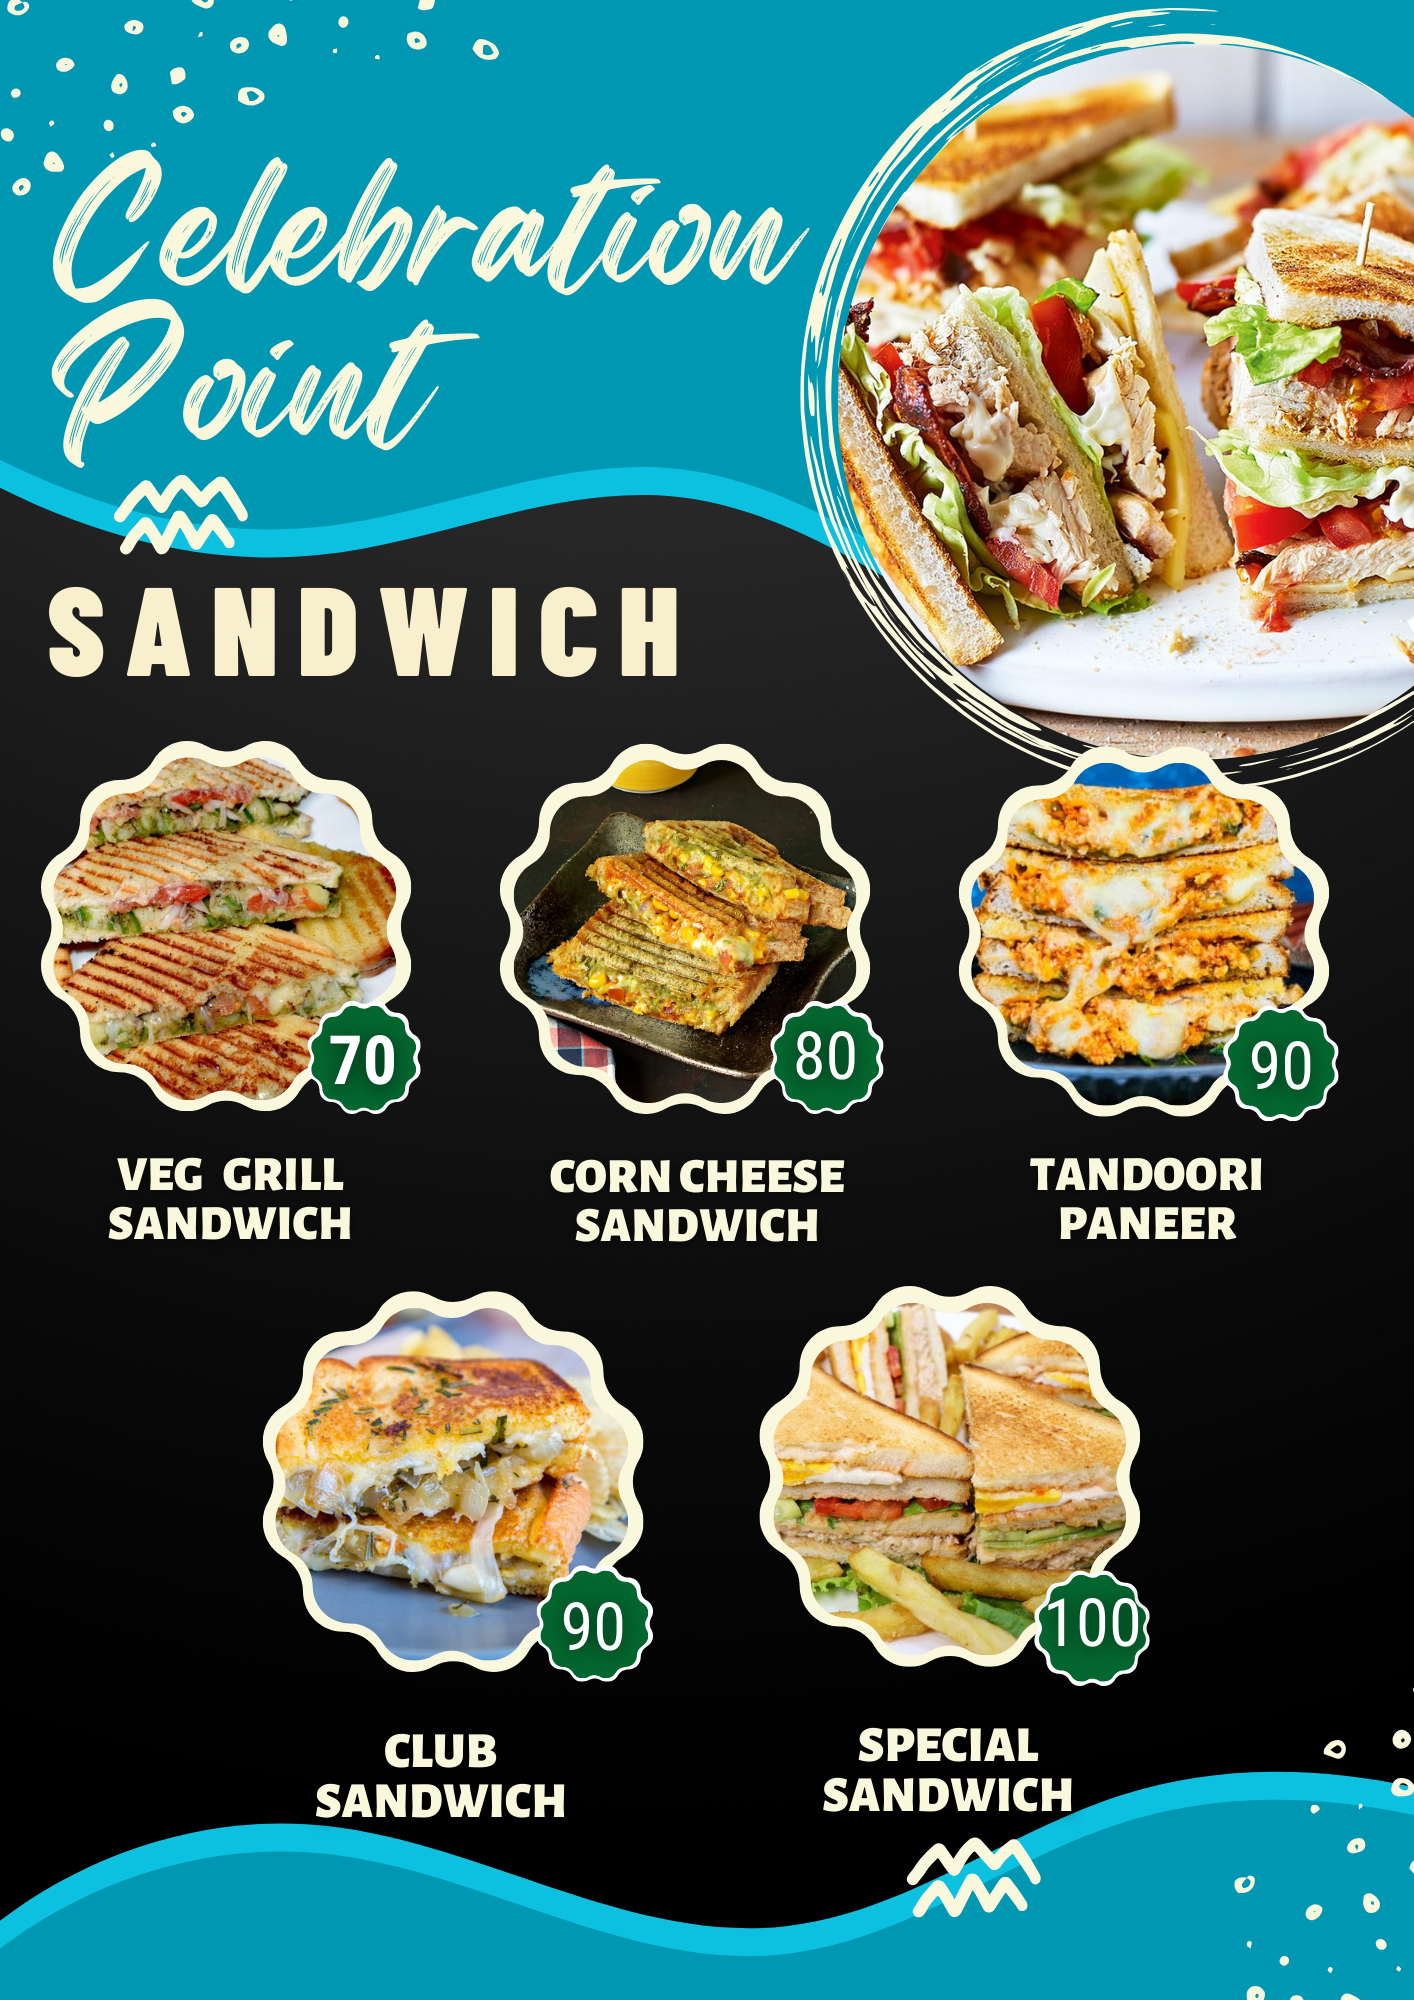 Celebration
Point
SANDWICH
70
80
90
VEG GRILL
SANDWICH
CORN CHEESE
SANDWICH
TANDOORI
PANEER
90
100
CLUB
SANDWICH
SPECIAL
SANDWICH